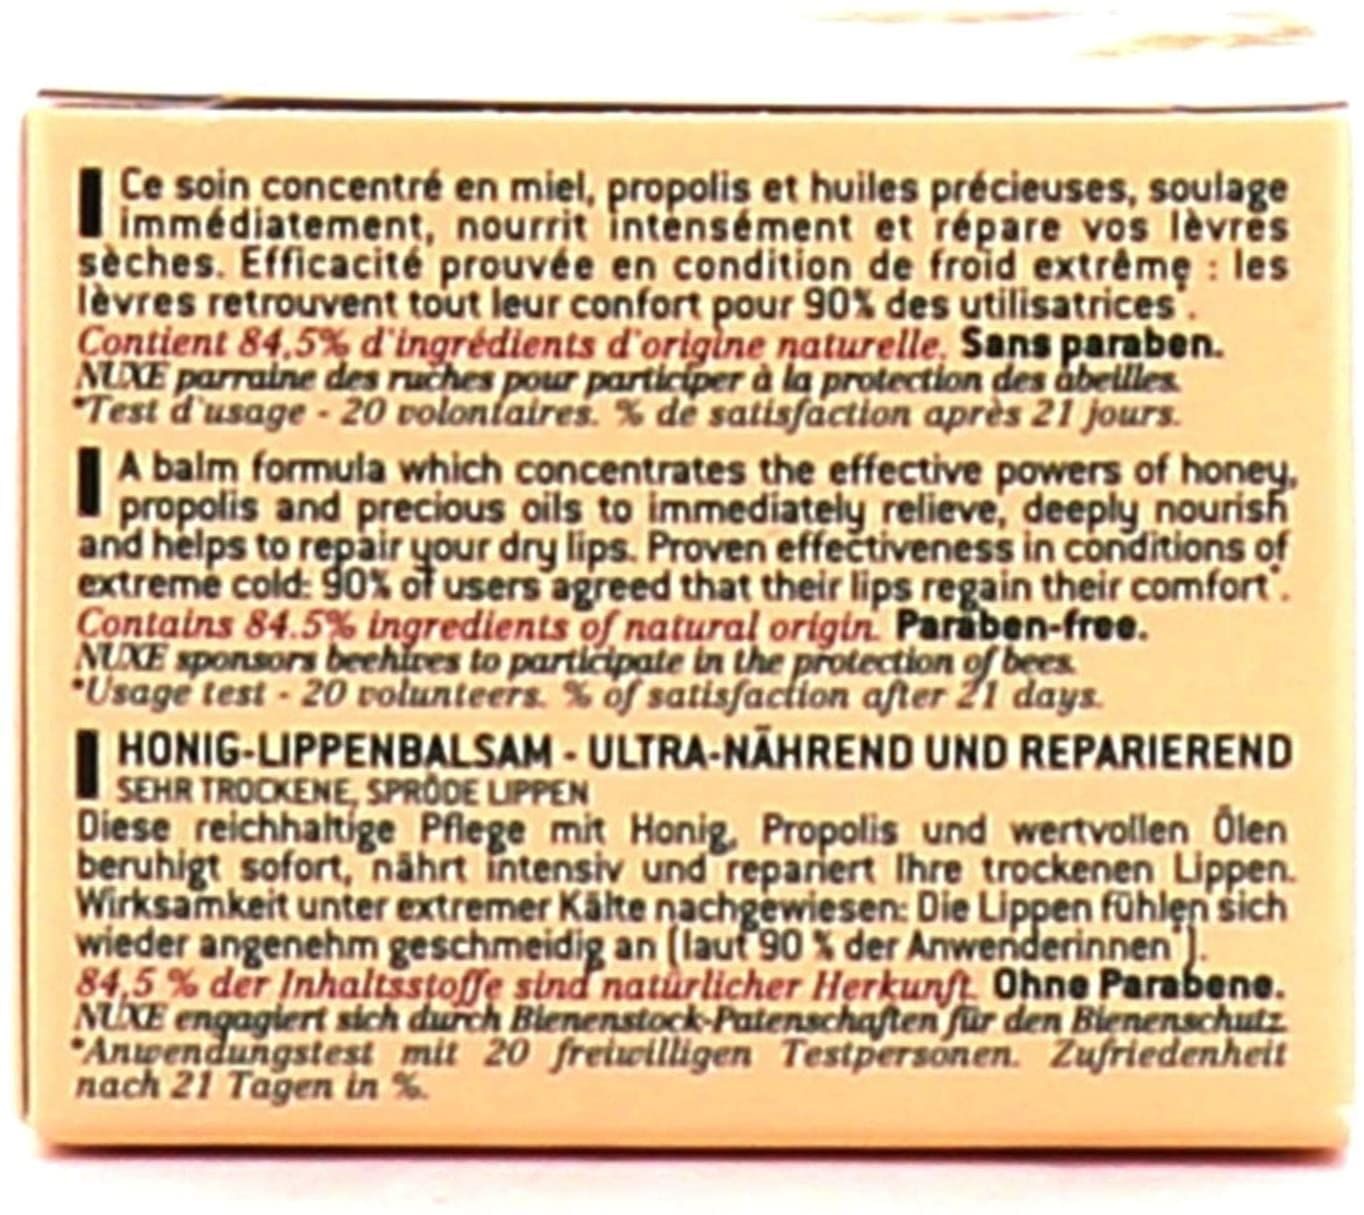 Ce soin concentré en miel, propolis et huiles précieuses, soulage
immédiatement, nourrit intensément et répare vos lèvres
sèches. Efficacité prouvée en condition de froid extrême : les
lèvres retrouvent tout leur confort pour 90% des utilisatrices*.
Contient 84,5% d'ingrédients d'origine naturelle. Sans paraben.
NUXE parraine des ruches pour participer à la protection des abeilles.
*Test d'usage - 20 volontaires. % de satisfaction après 21 jours.
A balm formula which concentrates the effective powers of honey,
propolis and precious oils to immediately relieve, deeply nourish
and helps to repair your dry lips. Proven effectiveness in conditions of
extreme cold: 90% of users agreed that their lips regain their comfort*.
Contains 84.5% ingredients of natural origin. Paraben-free.
NUXE sponsors beehives to participate in the protection of bees.
*Usage test - 20 volunteers. % of satisfaction after 21 days.
HONIG-LIPPENBALSAM - ULTRA-NÄHREND UND REPARIEREND
SEHR TROCKENE, SPRÖDE LIPPEN
Diese reichhaltige Pflege mit Honig, Propolis und wertvollen Ölen
beruhigt sofort, nährt intensiv und repariert Ihre trockenen Lippen.
Wirksamkeit unter extremer Kälte nachgewiesen: Die Lippen fühlen sich
wieder angenehm geschmeidig an (laut 90 % der Anwenderinnen*).
84,5 % der Inhaltsstoffe sind natürlicher Herkunft. Ohne Parabene.
NUXE engagiert sich durch Bienenstock-Patenschaften für den Bienenschutz.
*Anwendungstest mit 20 freiwilligen Testpersonen. Zufriedenheit
nach 21 Tagen in %.